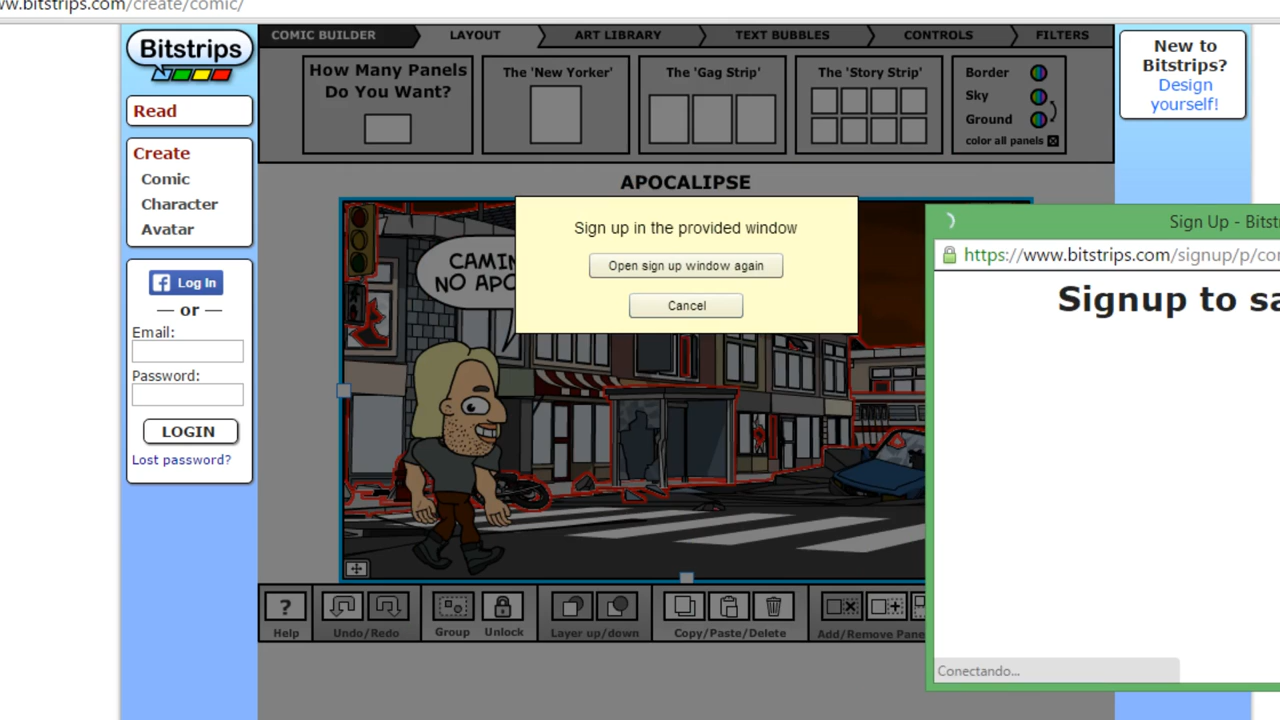 ww.bitstrips.com/create/comic/
Bitstrips
Read
Create
Comic
Character
Avatar
Log In
— or —
Email:
Password:
LOGIN
Lost password?
COMIC BUILDER
LAYOUT
ART LIBRARY
TEXT BUBBLES
CONTROLS
FILTERS
How Many Panels
Do You Want?
The 'New Yorker'
The 'Gag Strip'
The 'Story Strip'
Border
Sky
Ground
color all panels
New to
Bitstrips?
Design
yourself!
APOCALIPSE
Sign up in the provided window
Open sign up window again
Cancel
CAMIN
NO APO
Sign Up - Bitst
https://www.bitstrips.com/signup/p/co
Signup to sa
Conectando...
?
Help
Undo/Redo
Group
Unlock
Layer up/down
Copy/Paste/Delete
Add/Remove Pane